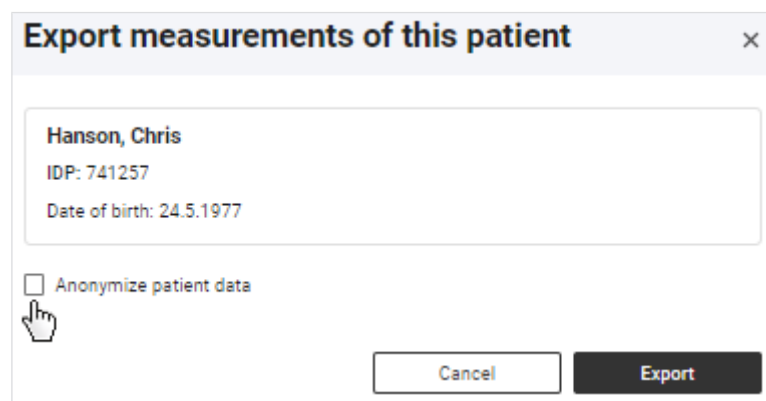 Export measurements of this patient ×
Hanson, Chris
IDP: 741257
Date of birth: 24.5.1977
Anonymize patient data
Cancel Export